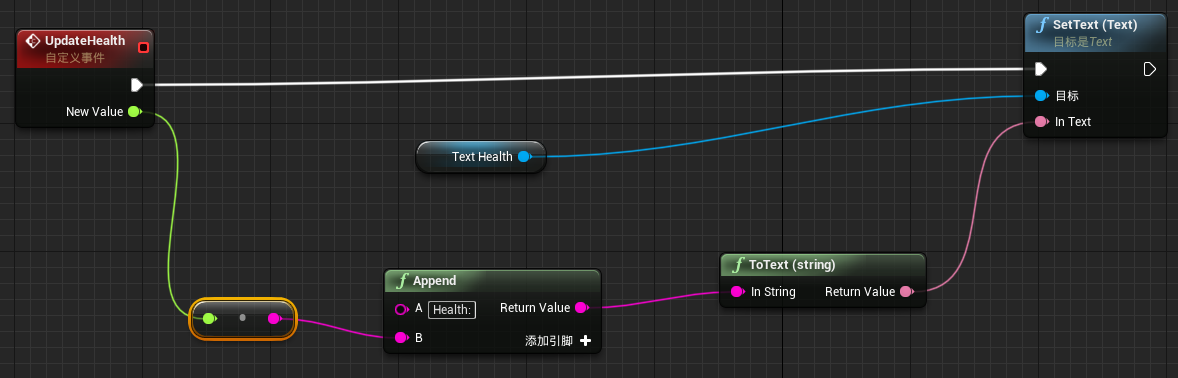 UpdateHealth
自定义事件
New Value
Text Health
SetText (Text)
目标是Text
目标
In Text
Append
A Health: Return Value
B
添加引脚
ToText (string)
In String Return Value